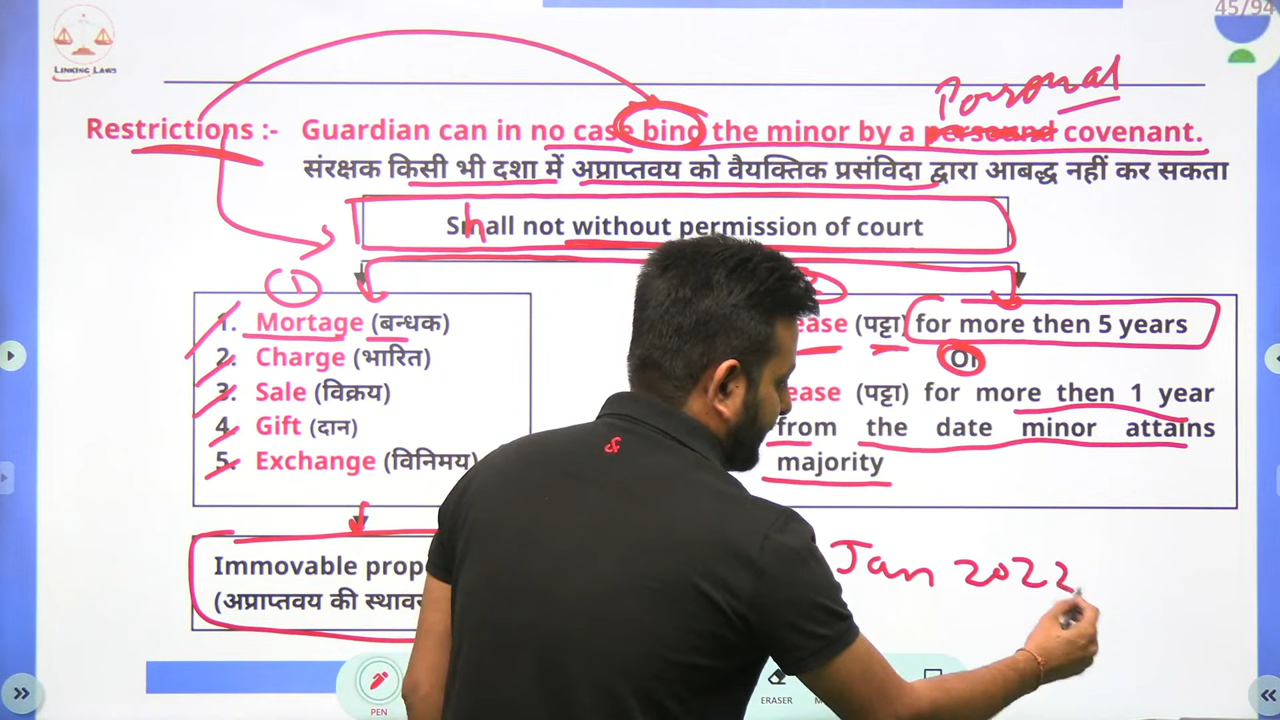 45/94
LINKING LAWS
Personal
Restrictions :- Guardian can in no case bind the minor by a persound covenant.
संरक्षक किसी भी दशा में अप्राप्तवय को वैयक्तिक प्रसंविदा द्वारा आबद्ध नहीं कर सकता
Shall not without permission of court
1
1. Mortage (बन्धक)
2. Charge (भारित)
3. Sale (विक्रय)
4. Gift (दान)
5. Exchange (विनिमय)
Immovable prop
(अप्राप्तवय की स्थाव
ease (पट्टा) for more then 5 years
Or
ease (पट्टा) for more then 1 year
from the date minor attains
majority
Jan 2022
PEN
ERASER